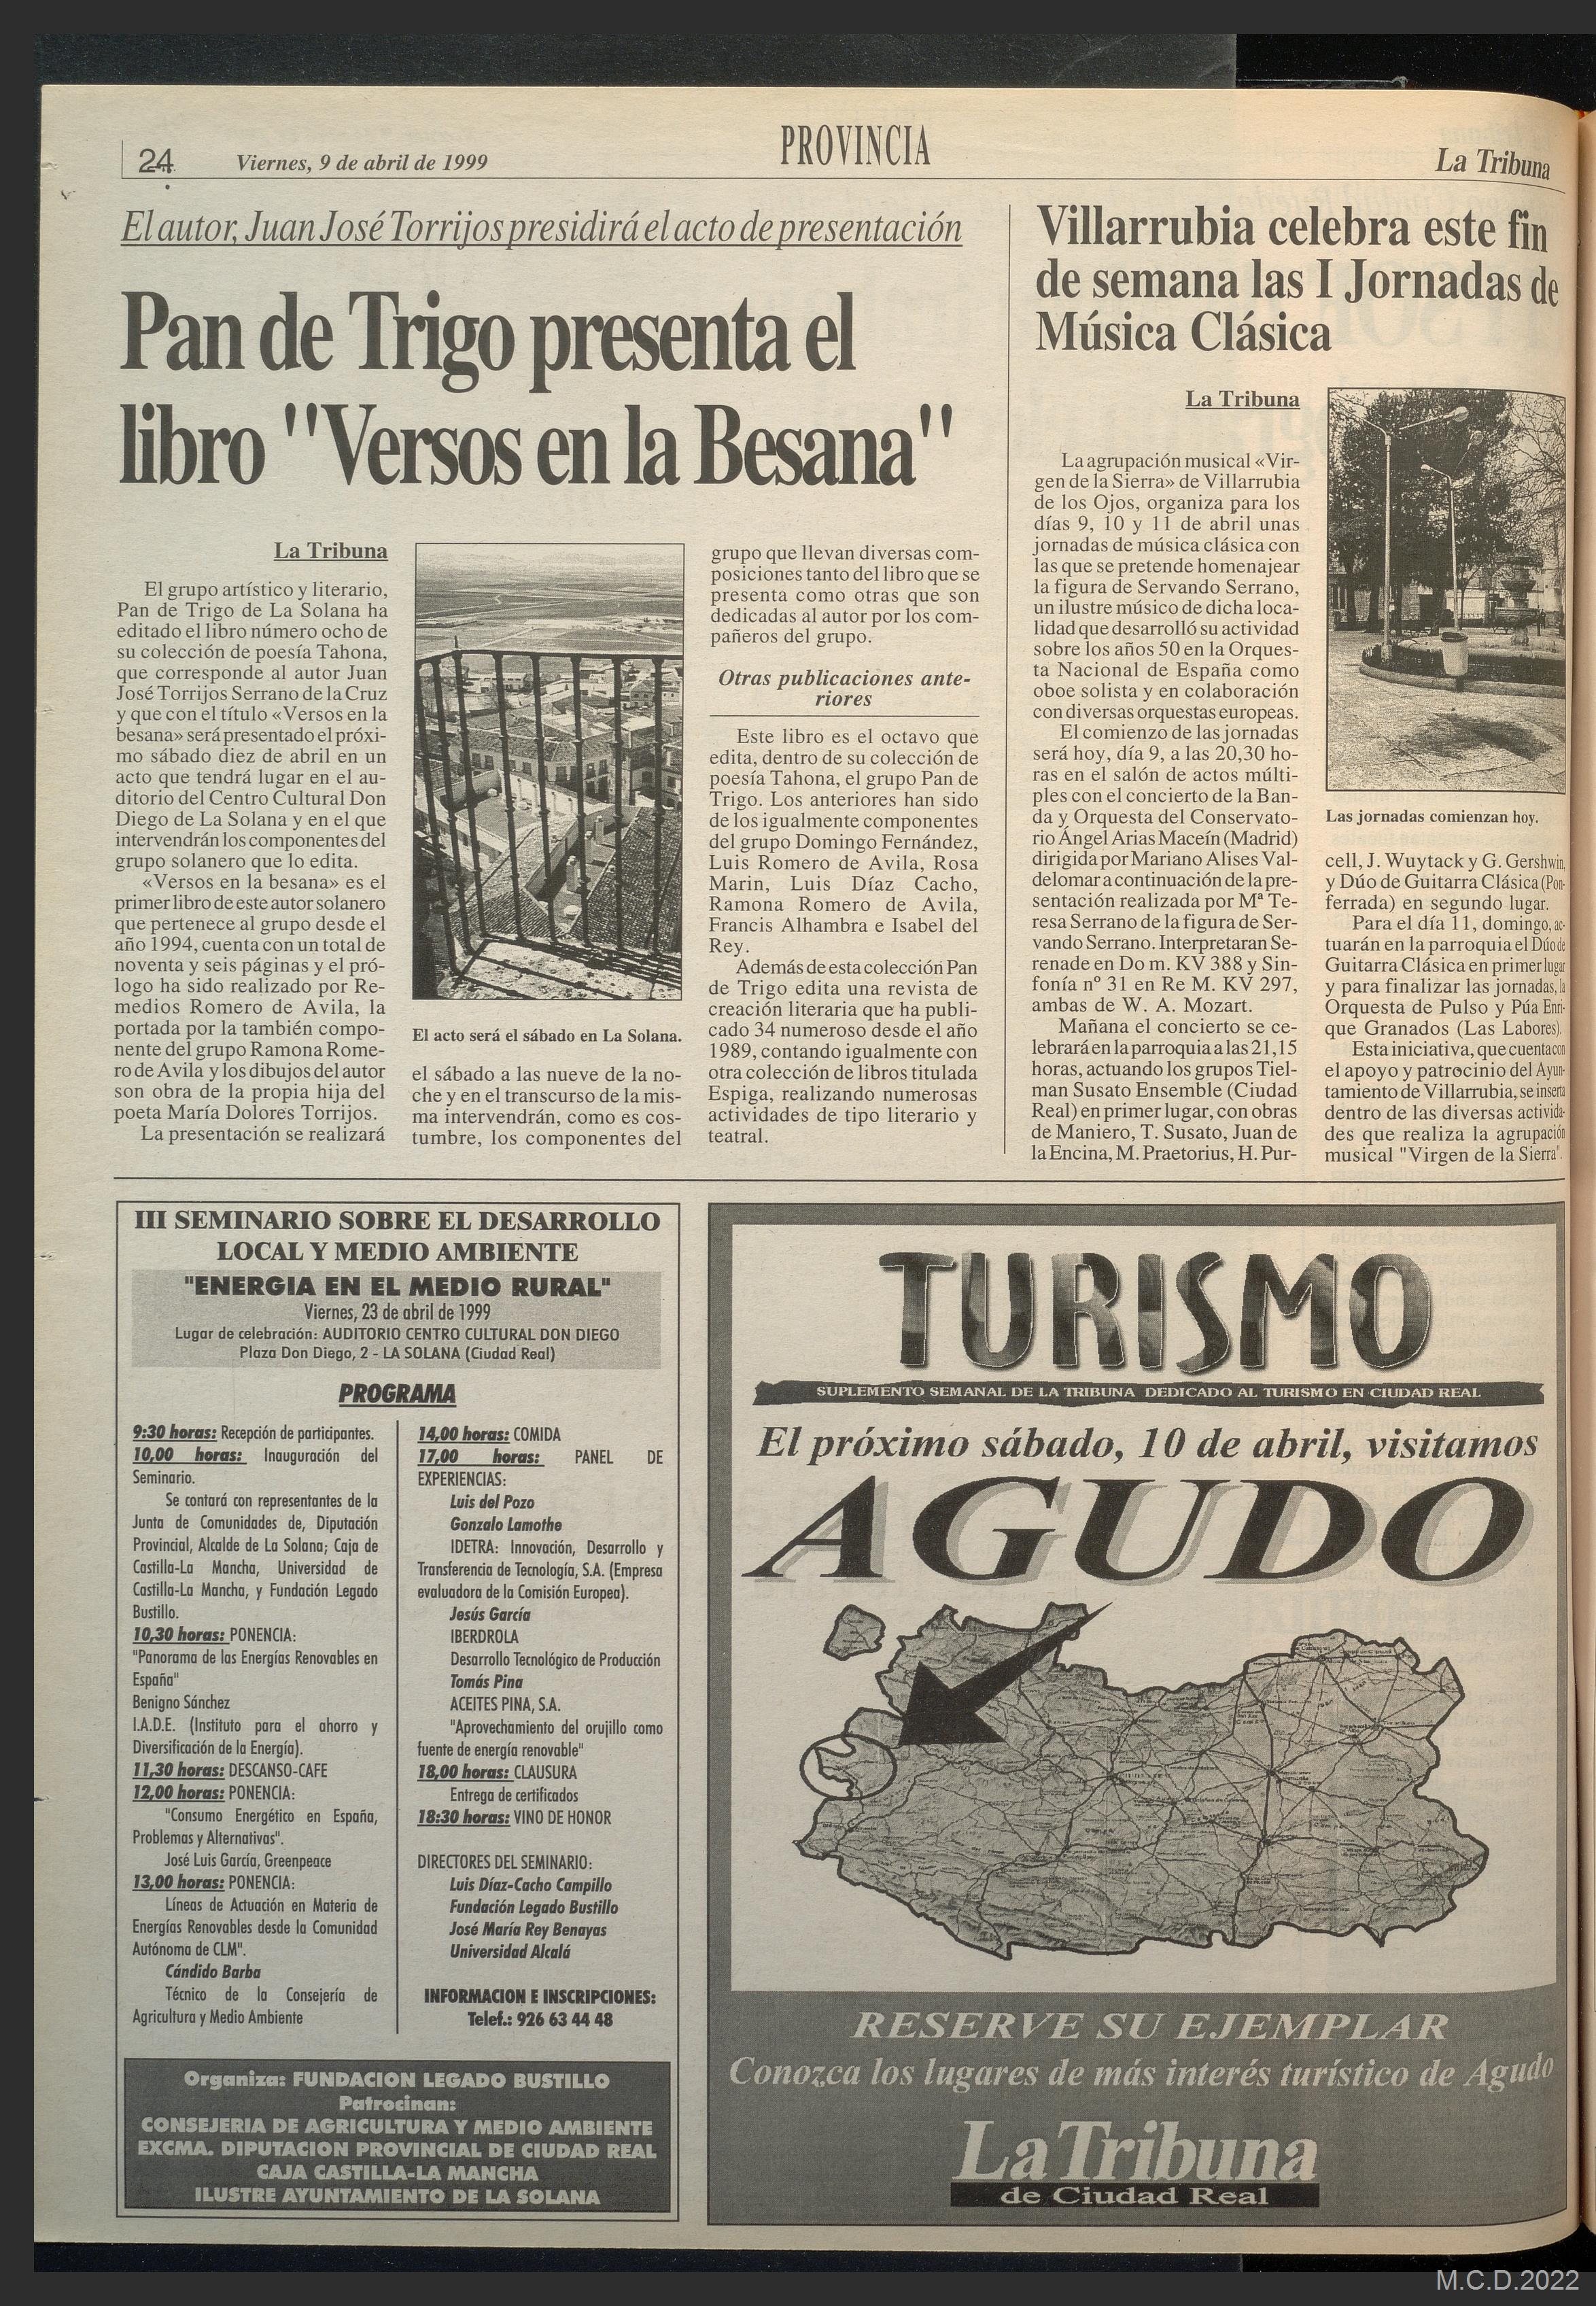 24
Viernes, 9 de abril de 1999
PROVINCIA
La Tribuna
El autor, Juan José Torrijos presidirá el acto de presentación
Pan de Trigo presenta el
libro "Versos en la Besana"
La Tribuna
El grupo artístico y literario,
Pan de Trigo de La Solana ha
editado el libro número ocho de
su colección de poesía Tahona,
que corresponde al autor Juan
José Torrijos Serrano de la Cruz
y que con el título «Versos en la
besana» será presentado el próxi-
mo sábado diez de abril en un
acto que tendrá lugar en el au-
ditorio del Centro Cultural Don
Diego de La Solana y en el que
intervendrán los componentes del
grupo solanero que lo edita.
«Versos en la besana» es el
primer libro de este autor solanero
que pertenece al grupo desde el
año 1994, cuenta con un total de
noventa y seis páginas y el pró-
logo ha sido realizado por Re-
medios Romero de Avila, la
portada por la también compo-
nente del grupo Ramona Rome-
ro de Avila y los dibujos del autor
son obra de la propia hija del
poeta María Dolores Torrijos.
La presentación se realizará
El acto será el sábado en La Solana.
el sábado a las nueve de la no-
che y en el transcurso de la mis-
ma intervendrán, como es cos-
tumbre, los componentes del
grupo que llevan diversas com-
posiciones tanto del libro que se
presenta como otras que son
dedicadas al autor por los com-
pañeros del grupo.
Otras publicaciones ante-
riores
Este libro es el octavo que
edita, dentro de su colección de
poesía Tahona, el grupo Pan de
Trigo. Los anteriores han sido
de los igualmente componentes
del grupo Domingo Fernández,
Luis Romero de Avila, Rosa
Marin, Luis Díaz Cacho,
Ramona Romero de Avila,
Francis Alhambra e Isabel del
Rey.
Además de esta colección Pan
de Trigo edita una revista de
creación literaria que ha publi-
cado 34 numeroso desde el año
1989, contando igualmente con
otra colección de libros titulada
Espiga, realizando numerosas
actividades de tipo literario y
teatral.
Villarrubia celebra este fin
de semana las I Jornadas de
Música Clásica
La Tribuna
La agrupación musical «Vir-
gen de la Sierra» de Villarrubia
de los Ojos, organiza para los
días 9, 10 y 11 de abril unas
jornadas de música clásica con
las que se pretende homenajear
la figura de Servando Serrano,
un ilustre músico de dicha loca-
lidad que desarrolló su actividad
sobre los años 50 en la Orques-
ta Nacional de España como
oboe solista y en colaboración
con diversas orquestas europeas.
El comienzo de las jornadas
será hoy, día 9, a las 20,30 ho-
ras en el salón de actos múlti-
ples con el concierto de la Ban-
da y Orquesta del Conservato-
rio Ángel Arias Maceín (Madrid)
dirigida por Mariano Alises Val-
delomar a continuación de la pre-
sentación realizada por Mª Te-
resa Serrano de la figura de Ser-
vando Serrano. Interpretaran Se-
renade en Do m. KV 388 y Sin-
fonía nº 31 en Re M. KV 297,
ambas de W. A. Mozart.
Mañana el concierto se ce-
lebrará en la parroquia a las 21,15
horas, actuando los grupos Tiel-
man Susato Ensemble (Ciudad
Real) en primer lugar, con obras
de Maniero, T. Susato, Juan de
la Encina, M. Praetorius, H. Pur-
Las jornadas comienzan hoy.
cell, J. Wuytack y G. Gershwin,
y Dúo de Guitarra Clásica (Pon-
ferrada) en segundo lugar.
Para el día 11, domingo, ac-
tuarán en la parroquia el Dúo de
Guitarra Clásica en primer lugar
y para finalizar las jornadas, la
Orquesta de Pulso y Púa Enri-
que Granados (Las Labores).
Esta iniciativa, que cuenta con
el apoyo y patrocinio del Ayun-
tamiento de Villarrubia, se inserta
dentro de las diversas activida-
des que realiza la agrupación
musical "Virgen de la Sierra".
III SEMINARIO SOBRE EL DESARROLLO
LOCAL Y MEDIO AMBIENTE
"ENERGIA EN EL MEDIO RURAL"
Viernes, 23 de abril de 1999
Lugar de celebración: AUDITORIO CENTRO CULTURAL DON DIEGO
Plaza Don Diego, 2 - LA SOLANA (Ciudad Real)
PROGRAMA
9:30 horas: Recepción de participantes.
10,00 horas: Inauguración del
Seminario.
Se contará con representantes de la
Junta de Comunidades de, Diputación
Provincial, Alcalde de La Solana; Caja de
Castilla-La Mancha, Universidad de
Castilla-La Mancha, y Fundación Legado
Bustillo.
10,30 horas: PONENCIA:
"Panorama de las Energías Renovables en
España"
Benigno Sánchez
I.A.D.E. (Instituto para el ahorro y
Diversificación de la Energía).
11,30 horas: DESCANSO-CAFE
12,00 horas: PONENCIA:
"Consumo Energético en España,
Problemas y Alternativas".
José Luis García, Greenpeace
13,00 horas: PONENCIA:
Líneas de Actuación en Materia de
Energías Renovables desde la Comunidad
Autónoma de CLM".
Cándido Barba
Técnico de la Consejería de
Agricultura y Medio Ambiente
14,00 horas: COMIDA
17,00 horas: PANEL DE
EXPERIENCIAS:
Luis del Pozo
Gonzalo Lamothe
IDETRA: Innovación, Desarrollo y
Transferencia de Tecnología, S.A. (Empresa
evaluadora de la Comisión Europea).
Jesús García
IBERDROLA
Desarrollo Tecnológico de Producción
Tomás Pina
ACEITES PINA, S.A.
"Aprovechamiento del orujillo como
fuente de energía renovable"
18,00 horas: CLAUSURA
Entrega de certificados
18:30 horas: VINO DE HONOR
DIRECTORES DEL SEMINARIO:
Luis Díaz-Cacho Campillo
Fundación Legado Bustillo
José María Rey Benayas
Universidad Alcalá
INFORMACION E INSCRIPCIONES:
Telef.: 926 63 44 48
Organiza: FUNDACION LEGADO BUSTILLO
Patrocinan:
CONSEJERIA DE AGRICULTURA Y MEDIO AMBIENTE
EXCMA. DIPUTACION PROVINCIAL DE CIUDAD REAL
CAJA CASTILLA-LA MANCHA
ILUSTRE AYUNTAMIENTO DE LA SOLANA
TURISMO
SUPLEMENTO SEMANAL DE LA TRIBUNA DEDICADO AL TURISMO EN CIUDAD REAL
El próximo sábado, 10 de abril, visitamos
AGUDO
RESERVE SU EJEMPLAR
Conozca los lugares de más interés turístico de Agudo
La Tribuna
de Ciudad Real
M.C.D.2022